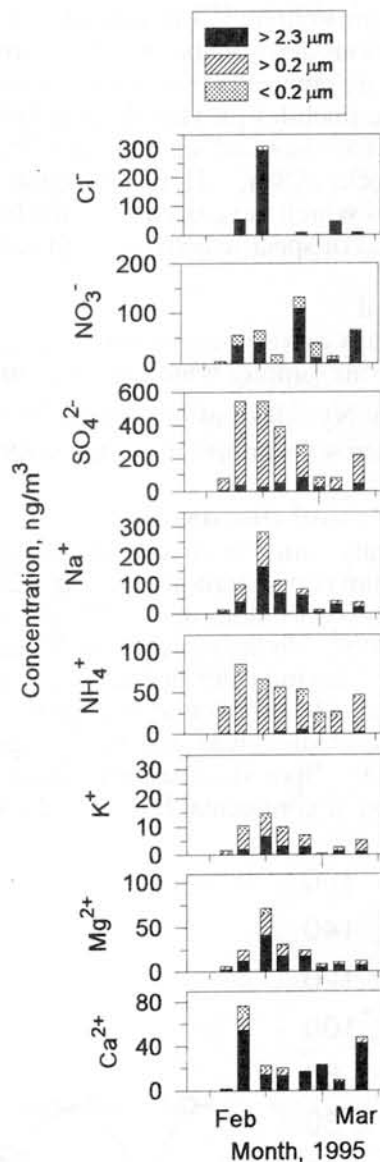 > 2.3 μm
> 0.2 μm
< 0.2 μm
Concentration, ng/m³
Cl⁻
300
200
100
0
NO₃⁻
200
100
0
SO₄²⁻
600
400
200
0
Na⁺
300
200
100
0
NH₄⁺
100
50
0
K⁺
30
20
10
0
Mg²⁺
100
50
0
Ca²⁺
80
40
0
Feb Mar
Month, 1995